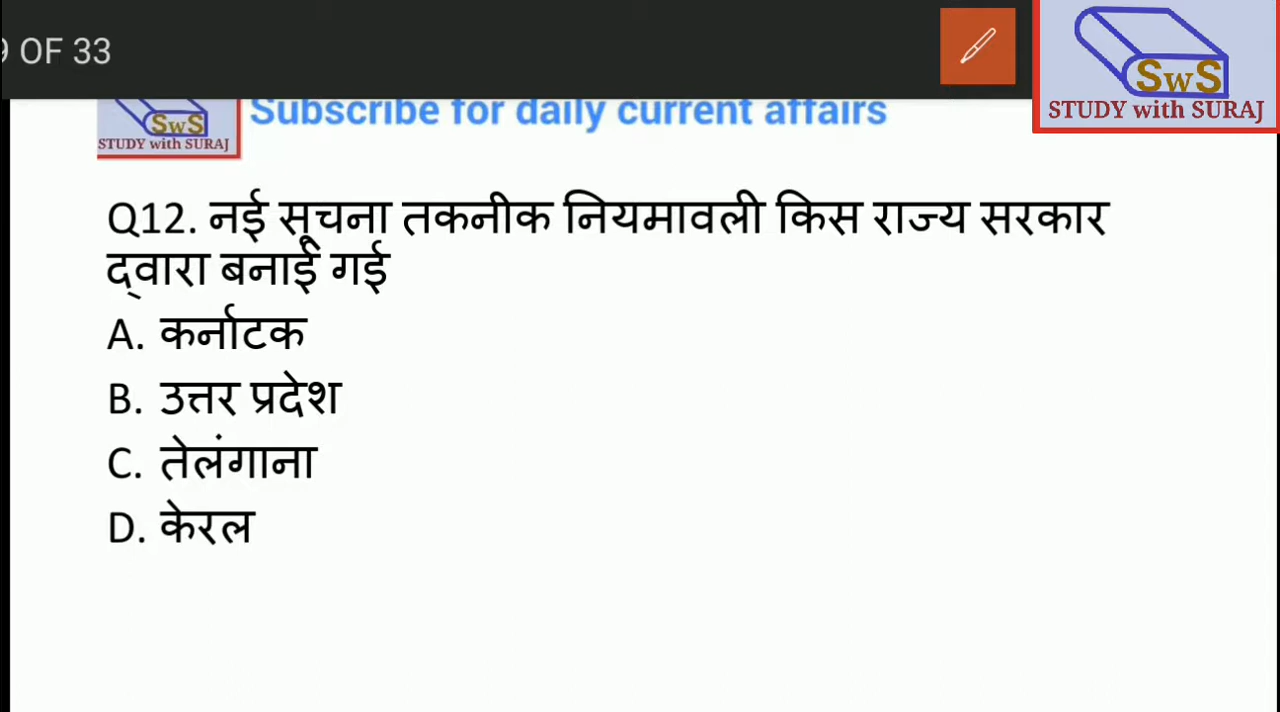 9 OF 33
SwS
STUDY with SURAJ
SwS
STUDY with SURAJ
Subscribe for daily current affairs
Q12. नई सूचना तकनीक नियमावली किस राज्य सरकार
द्वारा बनाई गई
A. कर्नाटक
B. उत्तर प्रदेश
C. तेलंगाना
D. केरल